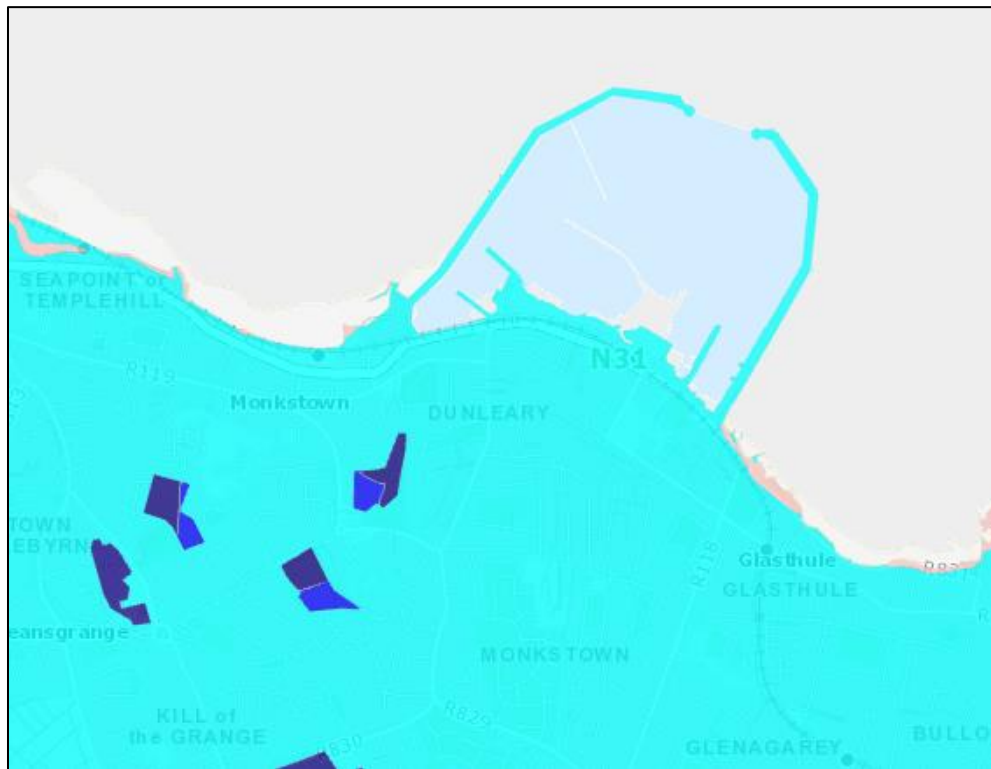 SEAPOINT or
TEMPLEHILL
N31
R119
Monkstown
DUNLEARY
TOWN
EBYRN
R118
Glasthule
GLASTHULE
eansgrange
MONKSTOWN
KILL of
the GRANGE
R829
R830
GLENAGAREY
BULLO